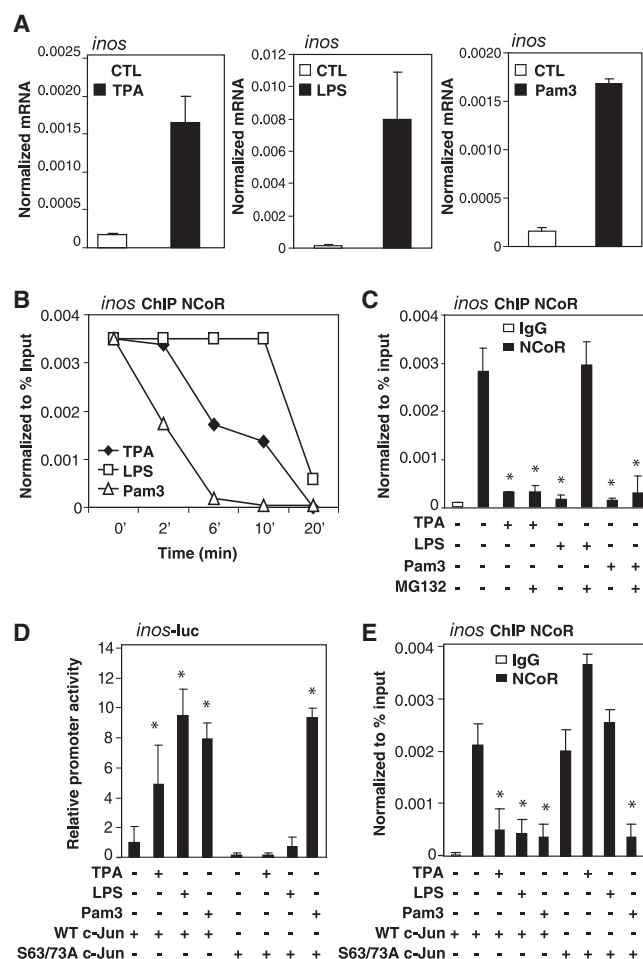 A
inos
inos
inos
0.0025
0.0020
0.0015
0.0010
0.0005
0
Normalized mRNA
CTL
TPA
0.012
0.010
0.008
0.006
0.004
0.002
0
Normalized mRNA
CTL
LPS
0.0020
0.0015
0.0010
0.0005
0
Normalized mRNA
CTL
Pam3
B
inos ChIP NCoR
0.004
0.003
0.002
0.001
0
Normalized to % Input
TPA
LPS
Pam3
0' 2' 6' 10' 20'
Time (min)
C
inos ChIP NCoR
0.004
0.003
0.002
0.001
0.000
Normalized to % input
IgG
NCoR
* * * * *
TPA - - + + - - - -
LPS - - - - + + - -
Pam3 - - - - - - + +
MG132 - - - + - + - +
D
inos-luc
14
12
10
8
6
4
2
0
Relative promoter activity
* * * *
TPA - + - - - + - -
LPS - - + - - - + -
Pam3 - - - + - - - +
WT c-Jun + + + + - - - -
S63/73A c-Jun - - - - + + + +
E
inos ChIP NCoR
0.004
0.003
0.002
0.001
0.000
Normalized to % input
IgG
NCoR
* * * *
TPA - - + - - - + - -
LPS - - - + - - - + -
Pam3 - - - - + - - - +
WT c-Jun + + + + + - - - -
S63/73A c-Jun - - - - - + + + +